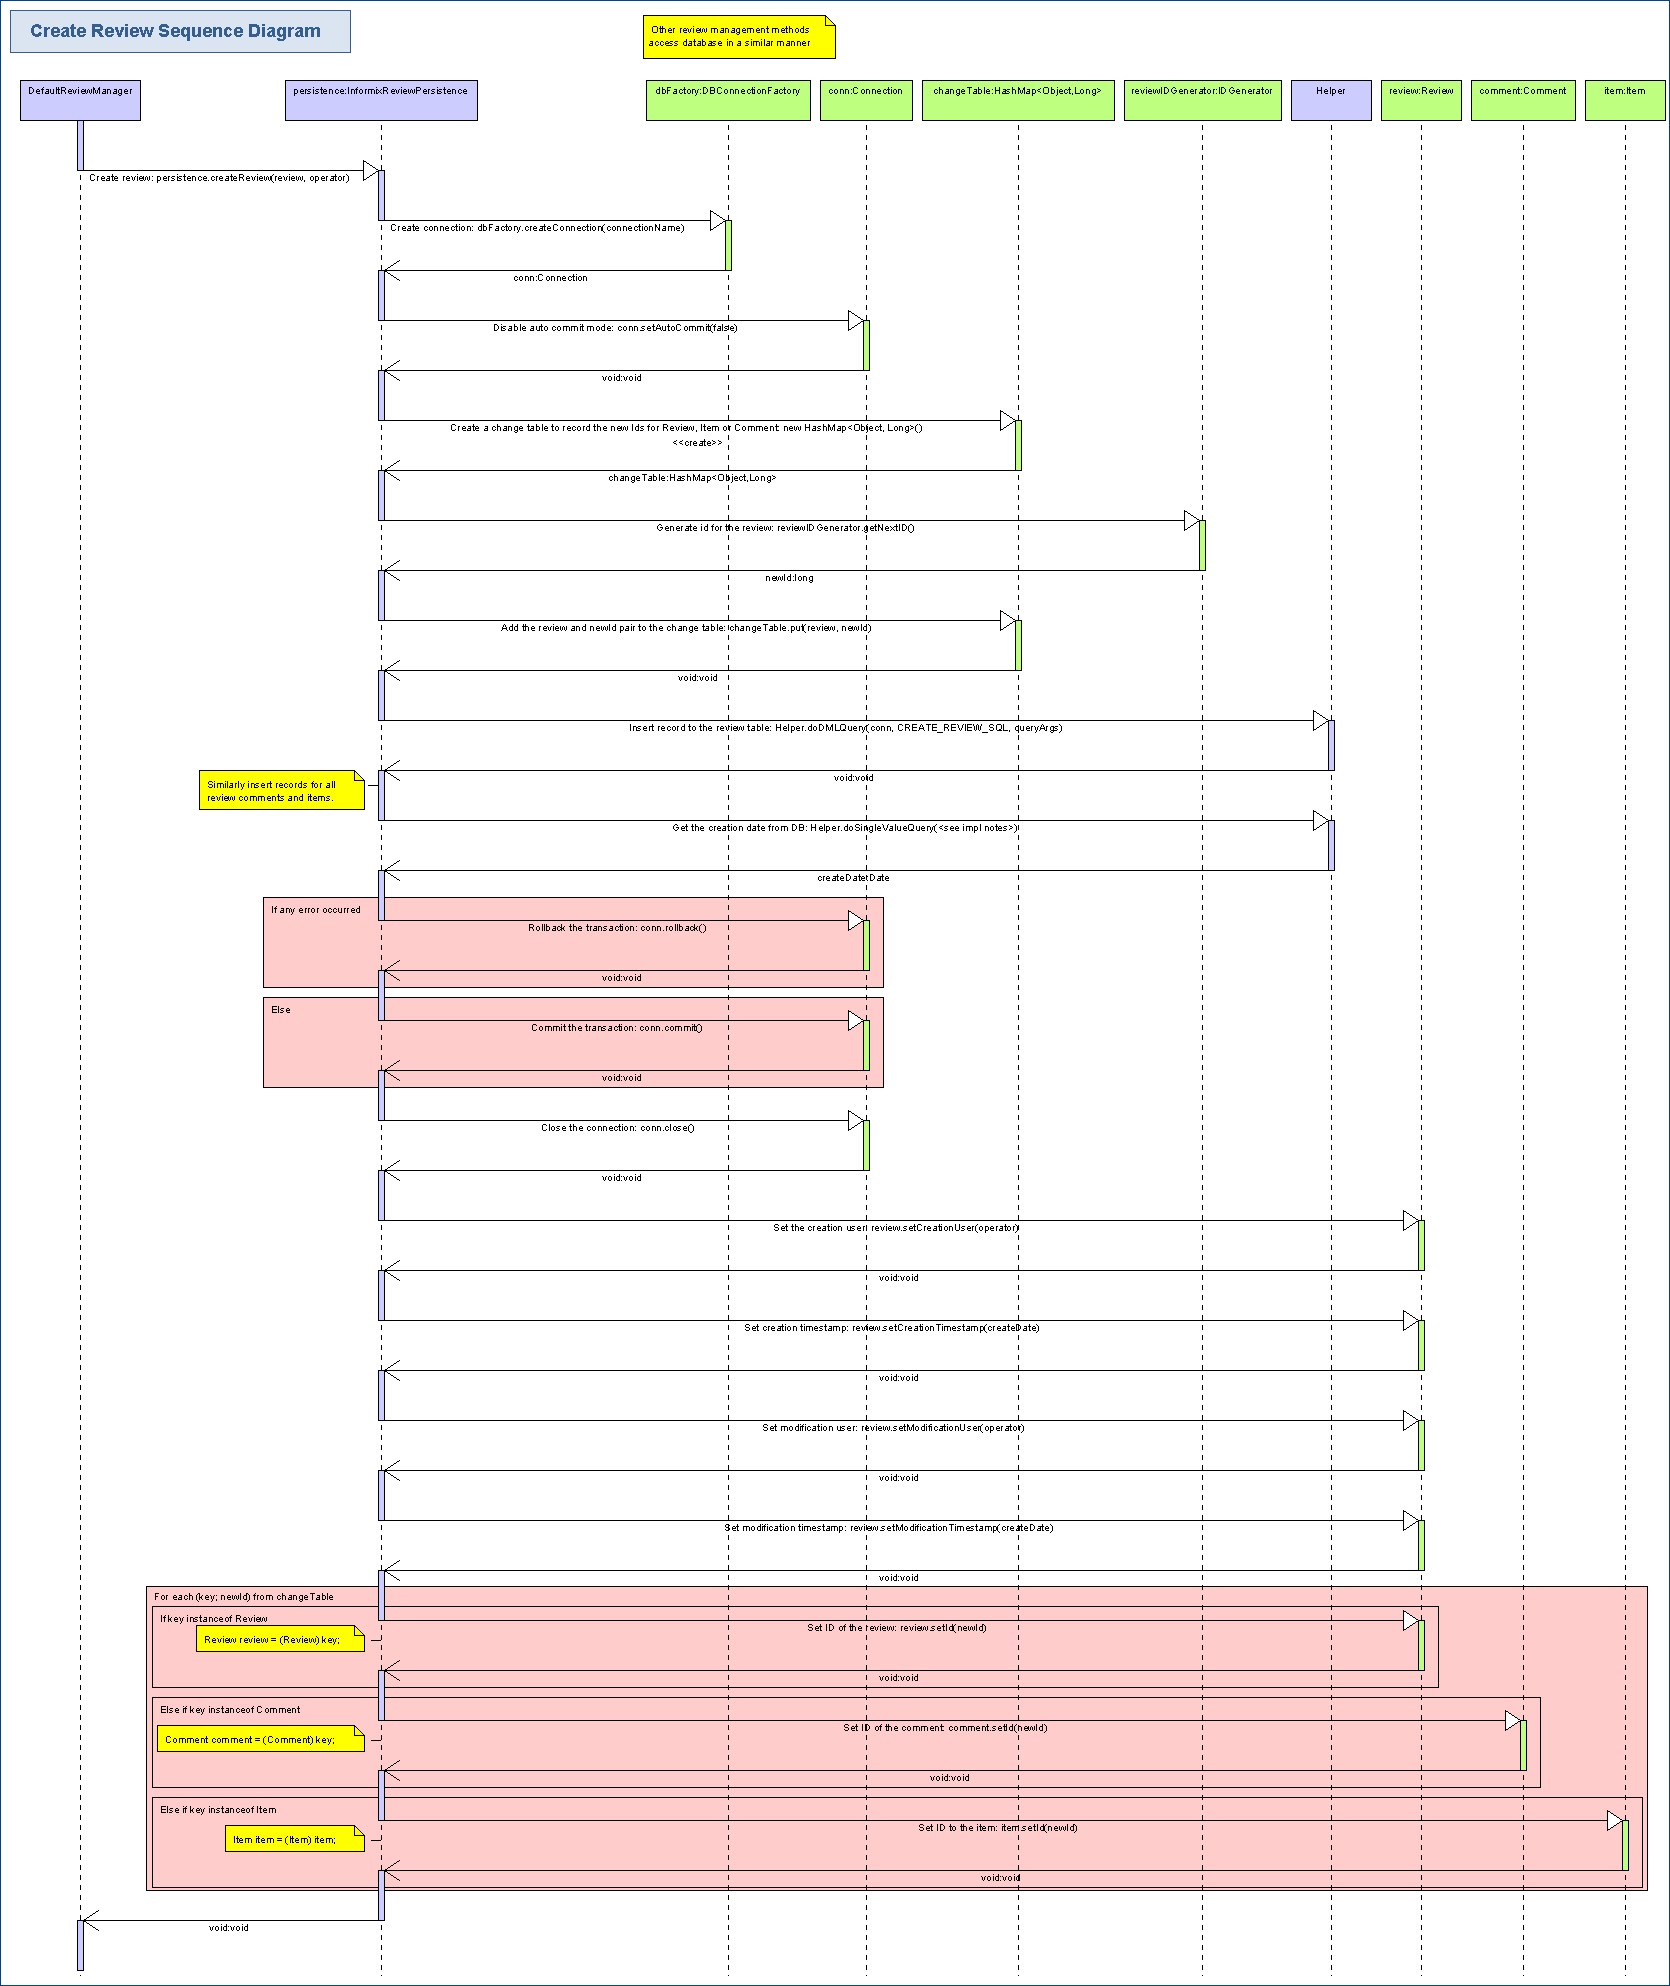 Create Review Sequence Diagram
Other review management methods
access database in a similar manner
DefaultReviewManager
persistence:InformixReviewPersistence
dbFactory:DBConnectionFactory
conn:Connection
changeTable:HashMap<Object,Long>
reviewIDGenerator:IDGenerator
Helper
review:Review
comment:Comment
item:Item
Create review: persistence.createReview(review, operator)
Create connection: dbFactory.createConnection(connectionName)
conn:Connection
Disable auto commit mode: conn.setAutoCommit(false)
void:void
Create a change table to record the new Ids for Review, Item or Comment: new HashMap<Object, Long>()
<<create>>
changeTable:HashMap<Object,Long>
Generate id for the review: reviewIDGenerator.getNextID()
newId:long
Add the review and newId pair to the change table: changeTable.put(review, newId)
void:void
Insert record to the review table: Helper.doDMLQuery(conn, CREATE_REVIEW_SQL, queryArgs)
void:void
Similarly insert records for all
review comments and items.
Get the creation date from DB: Helper.doSingleValueQuery(<see impl notes>)
createDate:Date
If any error occurred
Rollback the transaction: conn.rollback()
void:void
Else
Commit the transaction: conn.commit()
void:void
Close the connection: conn.close()
void:void
Set the creation user: review.setCreationUser(operator)
void:void
Set creation timestamp: review.setCreationTimestamp(createDate)
void:void
Set modification user: review.setModificationUser(operator)
void:void
Set modification timestamp: review.setModificationTimestamp(createDate)
void:void
For each (key; newId) from changeTable
If key instanceof Review
Set ID of the review: review.setId(newId)
Review review = (Review) key;
void:void
Else if key instanceof Comment
Set ID of the comment: comment.setId(newId)
Comment comment = (Comment) key;
void:void
Else if key instanceof Item
Set ID to the item: item.setId(newId)
Item item = (Item) item;
void:void
void:void